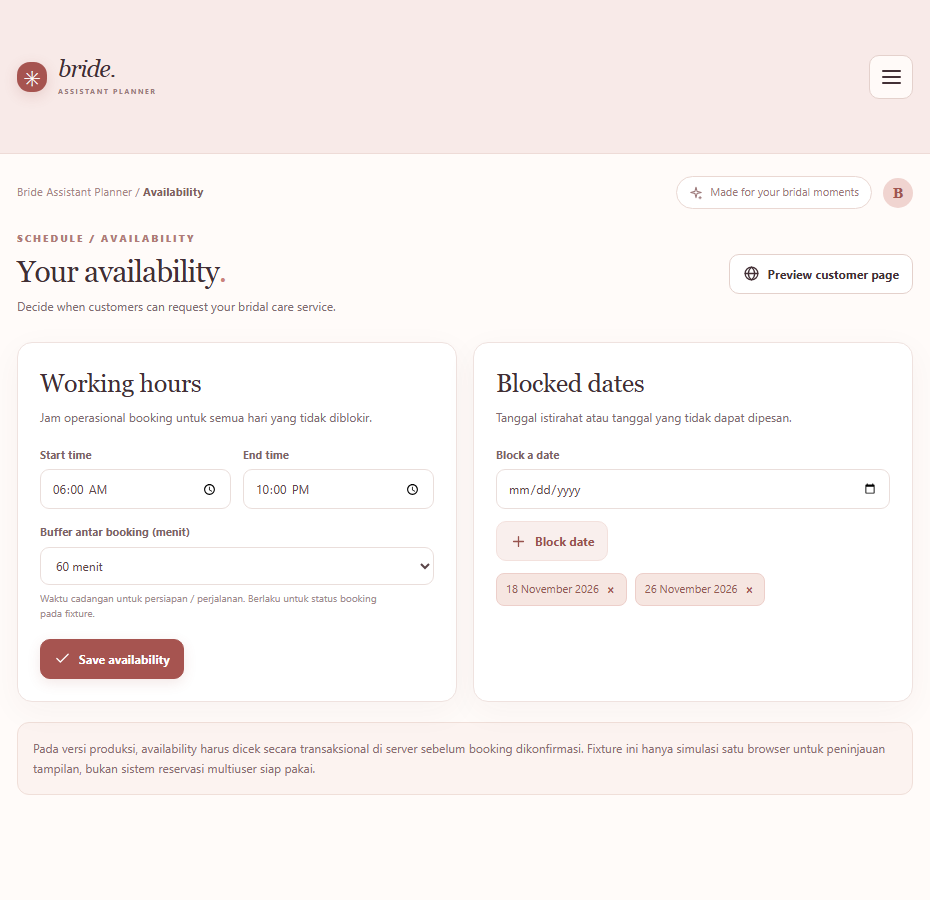 bride.
ASSISTANT PLANNER
Bride Assistant Planner / Availability
Made for your bridal moments
B
SCHEDULE / AVAILABILITY
Your availability.
Preview customer page
Decide when customers can request your bridal care service.
Working hours
Jam operasional booking untuk semua hari yang tidak diblokir.
Start time
End time
06:00 AM
10:00 PM
Buffer antar booking (menit)
60 menit
Waktu cadangan untuk persiapan / perjalanan. Berlaku untuk status booking
pada fixture.
Save availability
Blocked dates
Tanggal istirahat atau tanggal yang tidak dapat dipesan.
Block a date
mm/dd/yyyy
+ Block date
18 November 2026 ×
26 November 2026 ×
Pada versi produksi, availability harus dicek secara transaksional di server sebelum booking dikonfirmasi. Fixture ini hanya simulasi satu browser untuk peninjauan
tampilan, bukan sistem reservasi multiuser siap pakai.